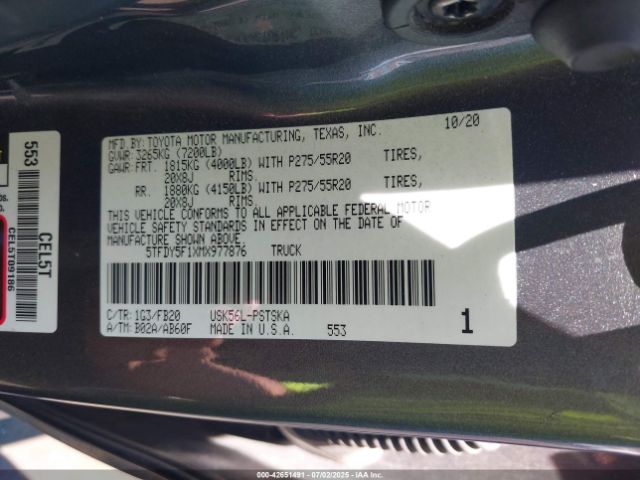 MFD.BY:TOYOTA MOTOR MANUFACTURING, TEXAS, INC. 10/20
GVWR: 3265KG (7200LB)
GAWR: FRT. 1815KG (4000LB) WITH P275/55R20 TIRES,
20X8J RIMS.
RR. 1880KG (4150LB) WITH P275/55R20 TIRES,
20X8J RIMS.
THIS VEHICLE CONFORMS TO ALL APPLICABLE FEDERAL MOTOR
VEHICLE SAFETY STANDARDS IN EFFECT ON THE DATE OF
MANUFACTURE SHOWN ABOVE.
5TFDY5F1XMX977876 TRUCK
C/TR: 1G3/FB20 USK56L-PSTSKA
A/TM: B02A/AB60F MADE IN U.S.A. 553 1
553
CEL5T
CEL5T09186
000-42651491 - 07/02/2025 - IAA Inc.